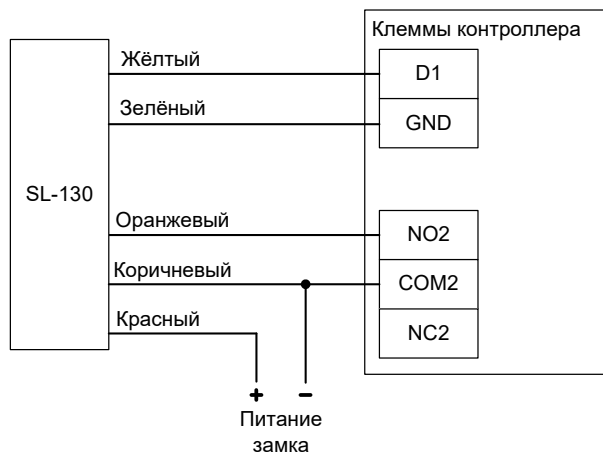 Клеммы контроллера
Жёлтый
D1
Зелёный
GND
SL-130
Оранжевый
NO2
Коричневый
COM2
Красный
NC2
+ –
Питание
замка